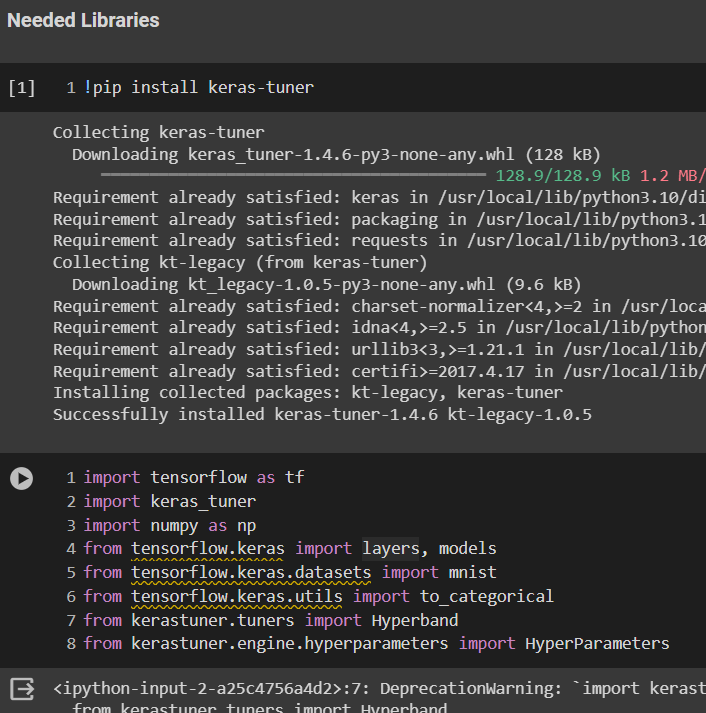 Needed Libraries
[1] 1 !pip install keras-tuner
Collecting keras-tuner
Downloading keras_tuner-1.4.6-py3-none-any.whl (128 kB)
128.9/128.9 kB 1.2 MB/
Requirement already satisfied: keras in /usr/local/lib/python3.10/di
Requirement already satisfied: packaging in /usr/local/lib/python3.1
Requirement already satisfied: requests in /usr/local/lib/python3.10
Collecting kt-legacy (from keras-tuner)
Downloading kt_legacy-1.0.5-py3-none-any.whl (9.6 kB)
Requirement already satisfied: charset-normalizer<4,>=2 in /usr/loca
Requirement already satisfied: idna<4,>=2.5 in /usr/local/lib/python
Requirement already satisfied: urllib3<3,>=1.21.1 in /usr/local/lib/
Requirement already satisfied: certifi>=2017.4.17 in /usr/local/lib/
Installing collected packages: kt-legacy, keras-tuner
Successfully installed keras-tuner-1.4.6 kt-legacy-1.0.5
1 import tensorflow as tf
2 import keras_tuner
3 import numpy as np
4 from tensorflow.keras import layers, models
5 from tensorflow.keras.datasets import mnist
6 from tensorflow.keras.utils import to_categorical
7 from kerastuner.tuners import Hyperband
8 from kerastuner.engine.hyperparameters import HyperParameters
<ipython-input-2-a25c4756a4d2>:7: DeprecationWarning: `import kerast
from kerastuner.tuners import Hyperband